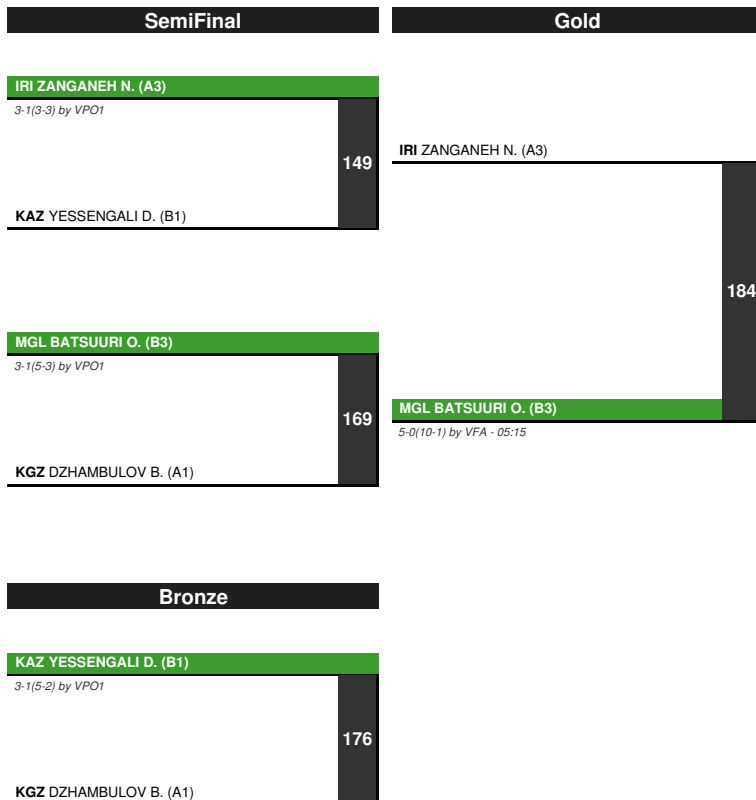 SemiFinal
Gold
IRI ZANGANEH N. (A3)
3-1(3-3) by VPO1
149
KAZ YESSENGALI D. (B1)
IRI ZANGANEH N. (A3)
184
MGL BATSUURI O. (B3)
3-1(5-3) by VPO1
169
KGZ DZHAMBULOV B. (A1)
MGL BATSUURI O. (B3)
5-0(10-1) by VFA - 05:15
Bronze
KAZ YESSENGALI D. (B1)
3-1(5-2) by VPO1
176
KGZ DZHAMBULOV B. (A1)